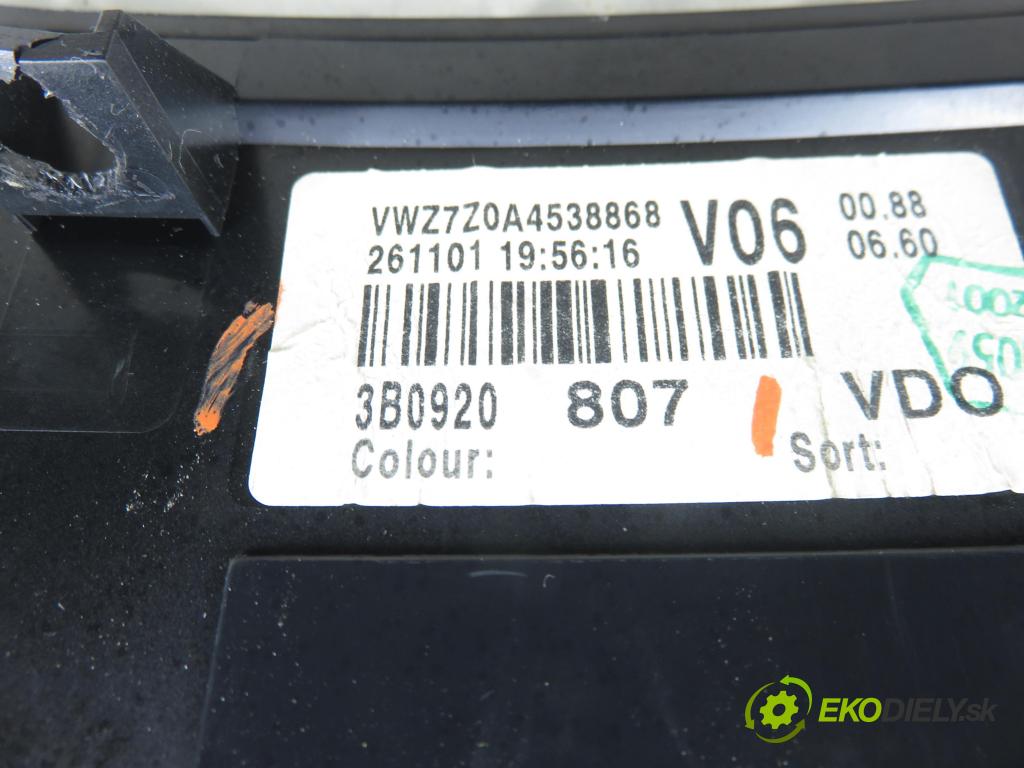 VWZ7Z0A4538868 V06 00.88
261101 19:56:16 06.60
3B0920 807 VDO
Colour: Sort:
EKODIELY.sk